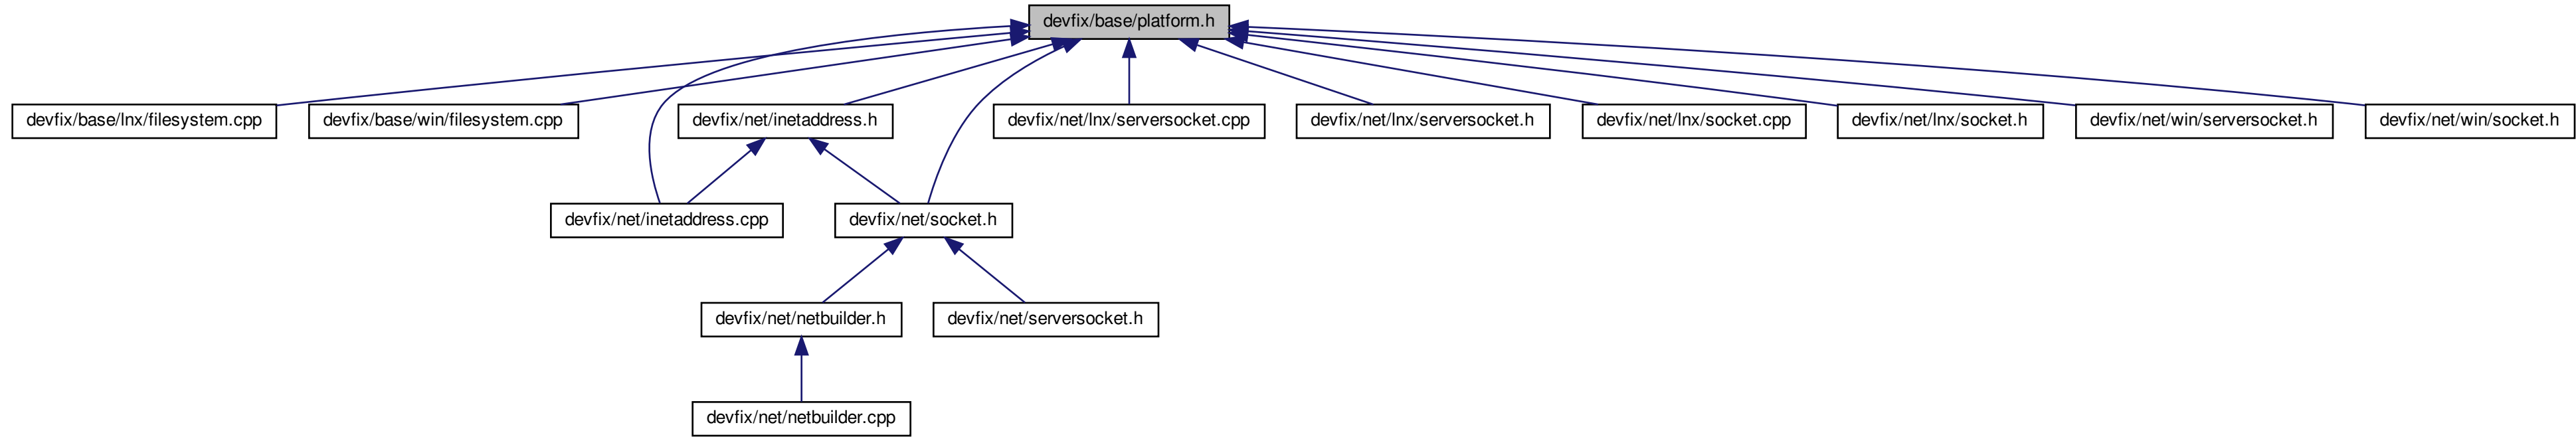 devfix/base/platform.h
devfix/base/lnx/filesystem.cpp
devfix/base/win/filesystem.cpp
devfix/net/inetaddress.h
devfix/net/lnx/serversocket.cpp
devfix/net/lnx/serversocket.h
devfix/net/lnx/socket.cpp
devfix/net/lnx/socket.h
devfix/net/win/serversocket.h
devfix/net/win/socket.h
devfix/net/inetaddress.cpp
devfix/net/socket.h
devfix/net/netbuilder.h
devfix/net/serversocket.h
devfix/net/netbuilder.cpp